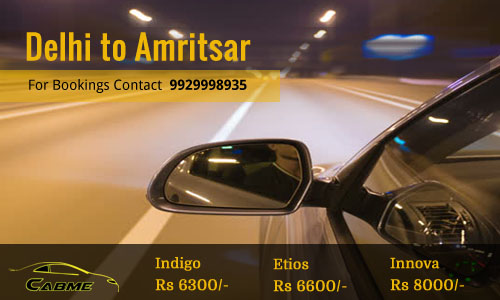 Delhi to Amritsar
For Bookings Contact 9929998935
CABME
Indigo
Rs 6300/-
Etios
Rs 6600/-
Innova
Rs 8000/-